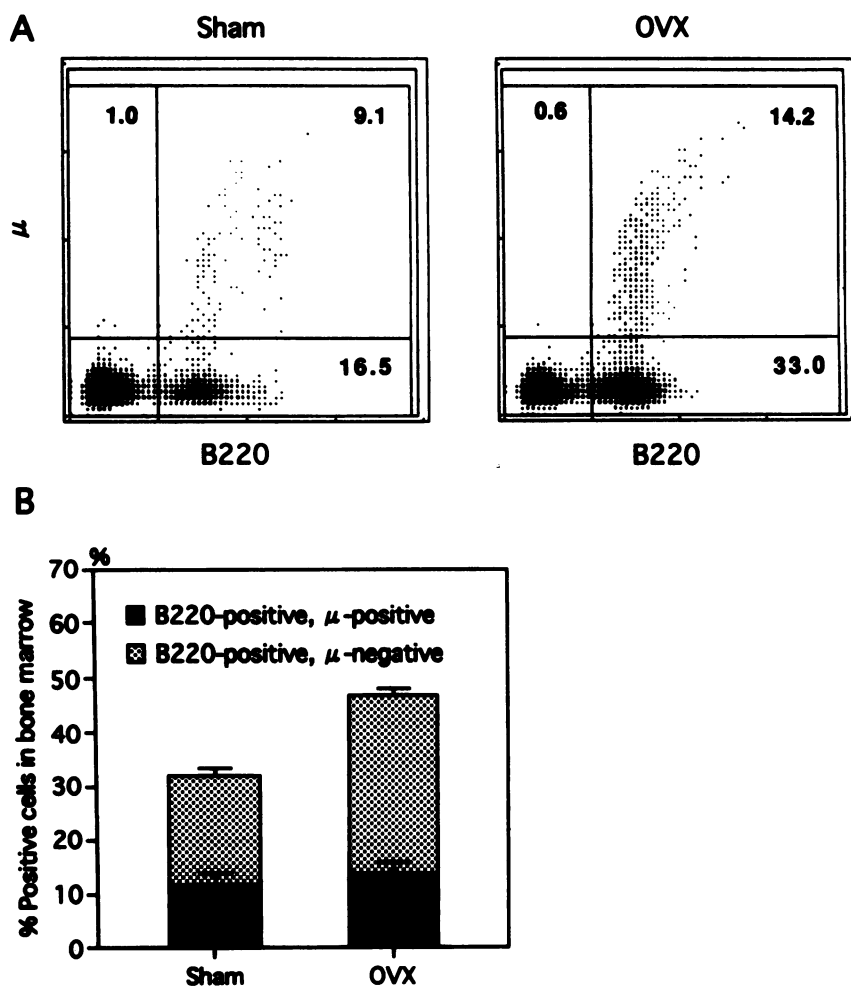 A
Sham
OVX
1.0
9.1
0.6
14.2
μ
16.5
33.0
B220
B220
B
%
70
B220-positive, μ-positive
60
B220-positive, μ-negative
50
40
30
20
10
0
% Positive cells in bone marrow
Sham
OVX